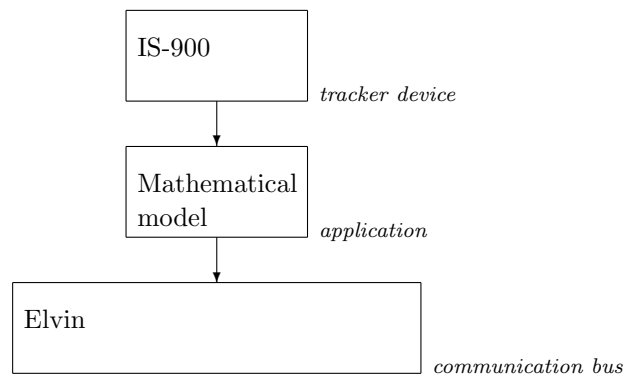 IS-900
tracker device
Mathematical
model
application
Elvin
communication bus